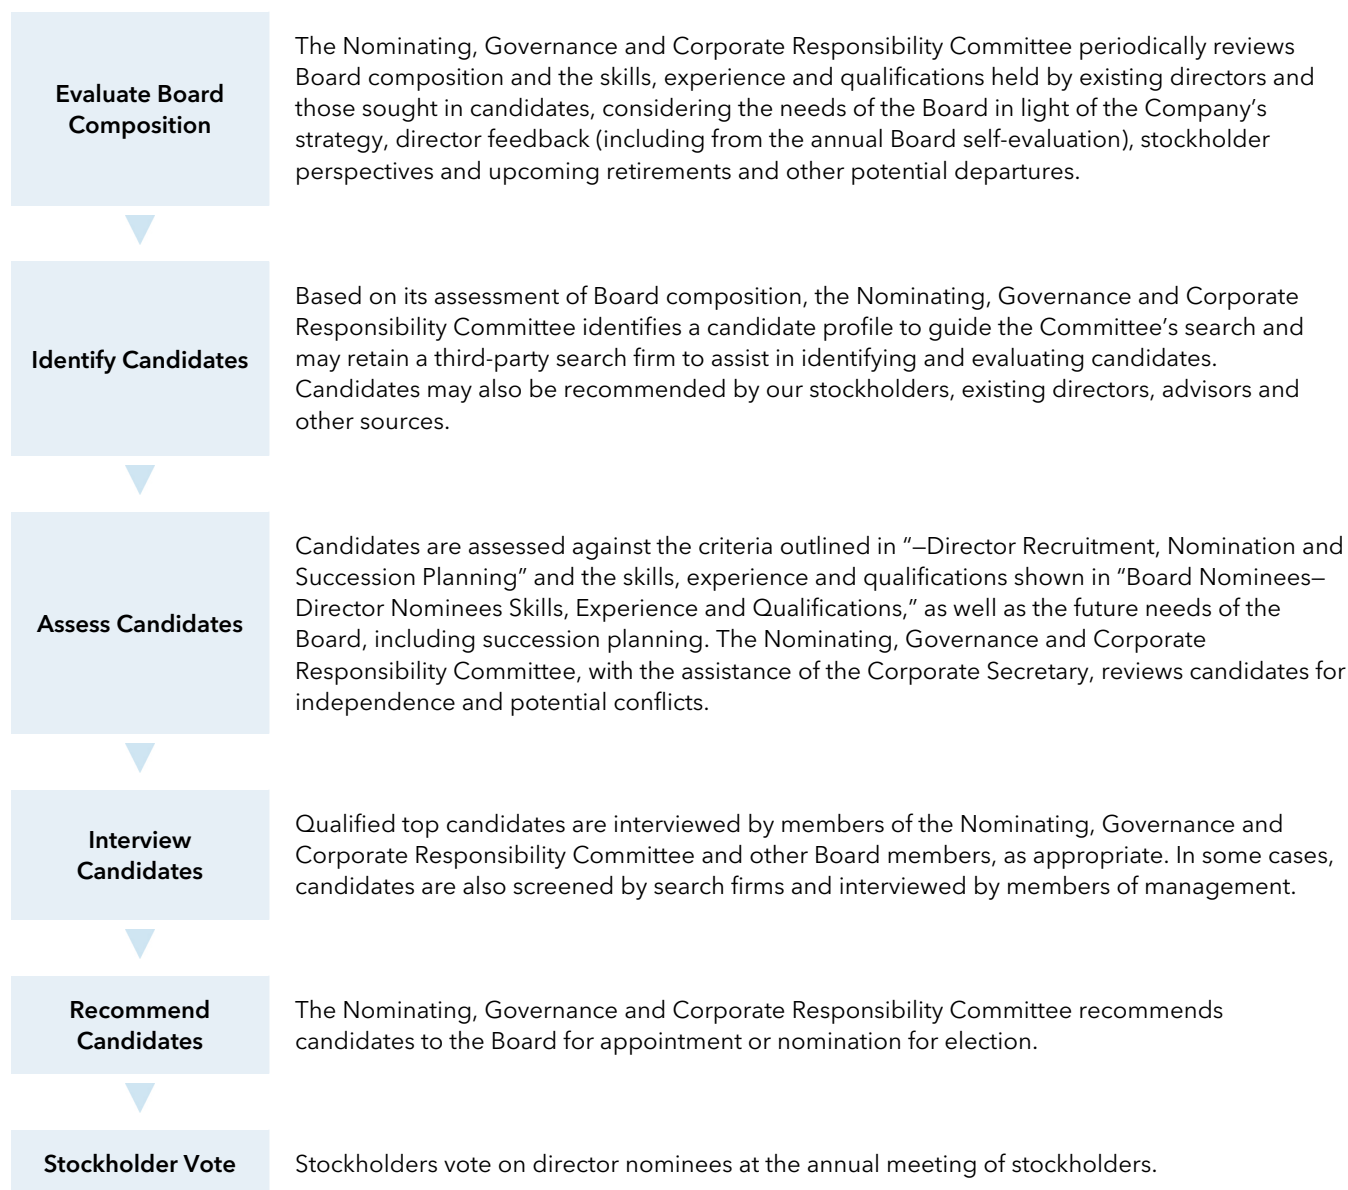 Evaluate Board
Composition
The Nominating, Governance and Corporate Responsibility Committee periodically reviews
Board composition and the skills, experience and qualifications held by existing directors and
those sought in candidates, considering the needs of the Board in light of the Company’s
strategy, director feedback (including from the annual Board self-evaluation), stockholder
perspectives and upcoming retirements and other potential departures.
Identify Candidates
Based on its assessment of Board composition, the Nominating, Governance and Corporate
Responsibility Committee identifies a candidate profile to guide the Committee’s search and
may retain a third-party search firm to assist in identifying and evaluating candidates.
Candidates may also be recommended by our stockholders, existing directors, advisors and
other sources.
Assess Candidates
Candidates are assessed against the criteria outlined in “—Director Recruitment, Nomination and
Succession Planning” and the skills, experience and qualifications shown in “Board Nominees—
Director Nominees Skills, Experience and Qualifications,” as well as the future needs of the
Board, including succession planning. The Nominating, Governance and Corporate
Responsibility Committee, with the assistance of the Corporate Secretary, reviews candidates for
independence and potential conflicts.
Interview
Candidates
Qualified top candidates are interviewed by members of the Nominating, Governance and
Corporate Responsibility Committee and other Board members, as appropriate. In some cases,
candidates are also screened by search firms and interviewed by members of management.
Recommend
Candidates
The Nominating, Governance and Corporate Responsibility Committee recommends
candidates to the Board for appointment or nomination for election.
Stockholder Vote
Stockholders vote on director nominees at the annual meeting of stockholders.